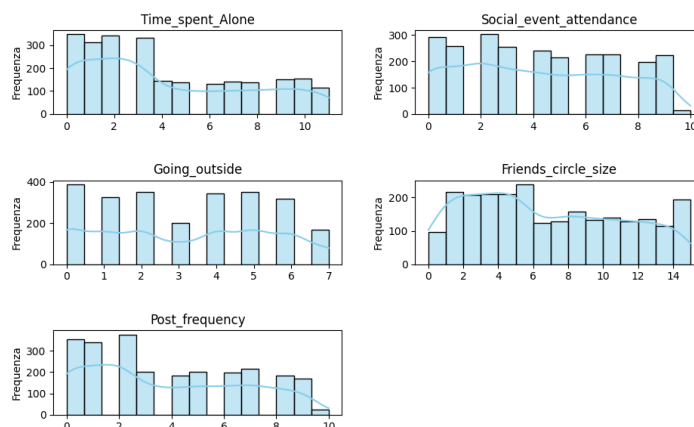 Time_spent_Alone
Frequenza
300
200
100
0
0 2 4 6 8 10
Social_event_attendance
Frequenza
300
200
100
0
0 2 4 6 8 10
Going_outside
Frequenza
400
200
0
0 1 2 3 4 5 6 7
Friends_circle_size
Frequenza
200
100
0
0 2 4 6 8 10 12 14
Post_frequency
Frequenza
300
200
100
0
0 2 4 6 8 10